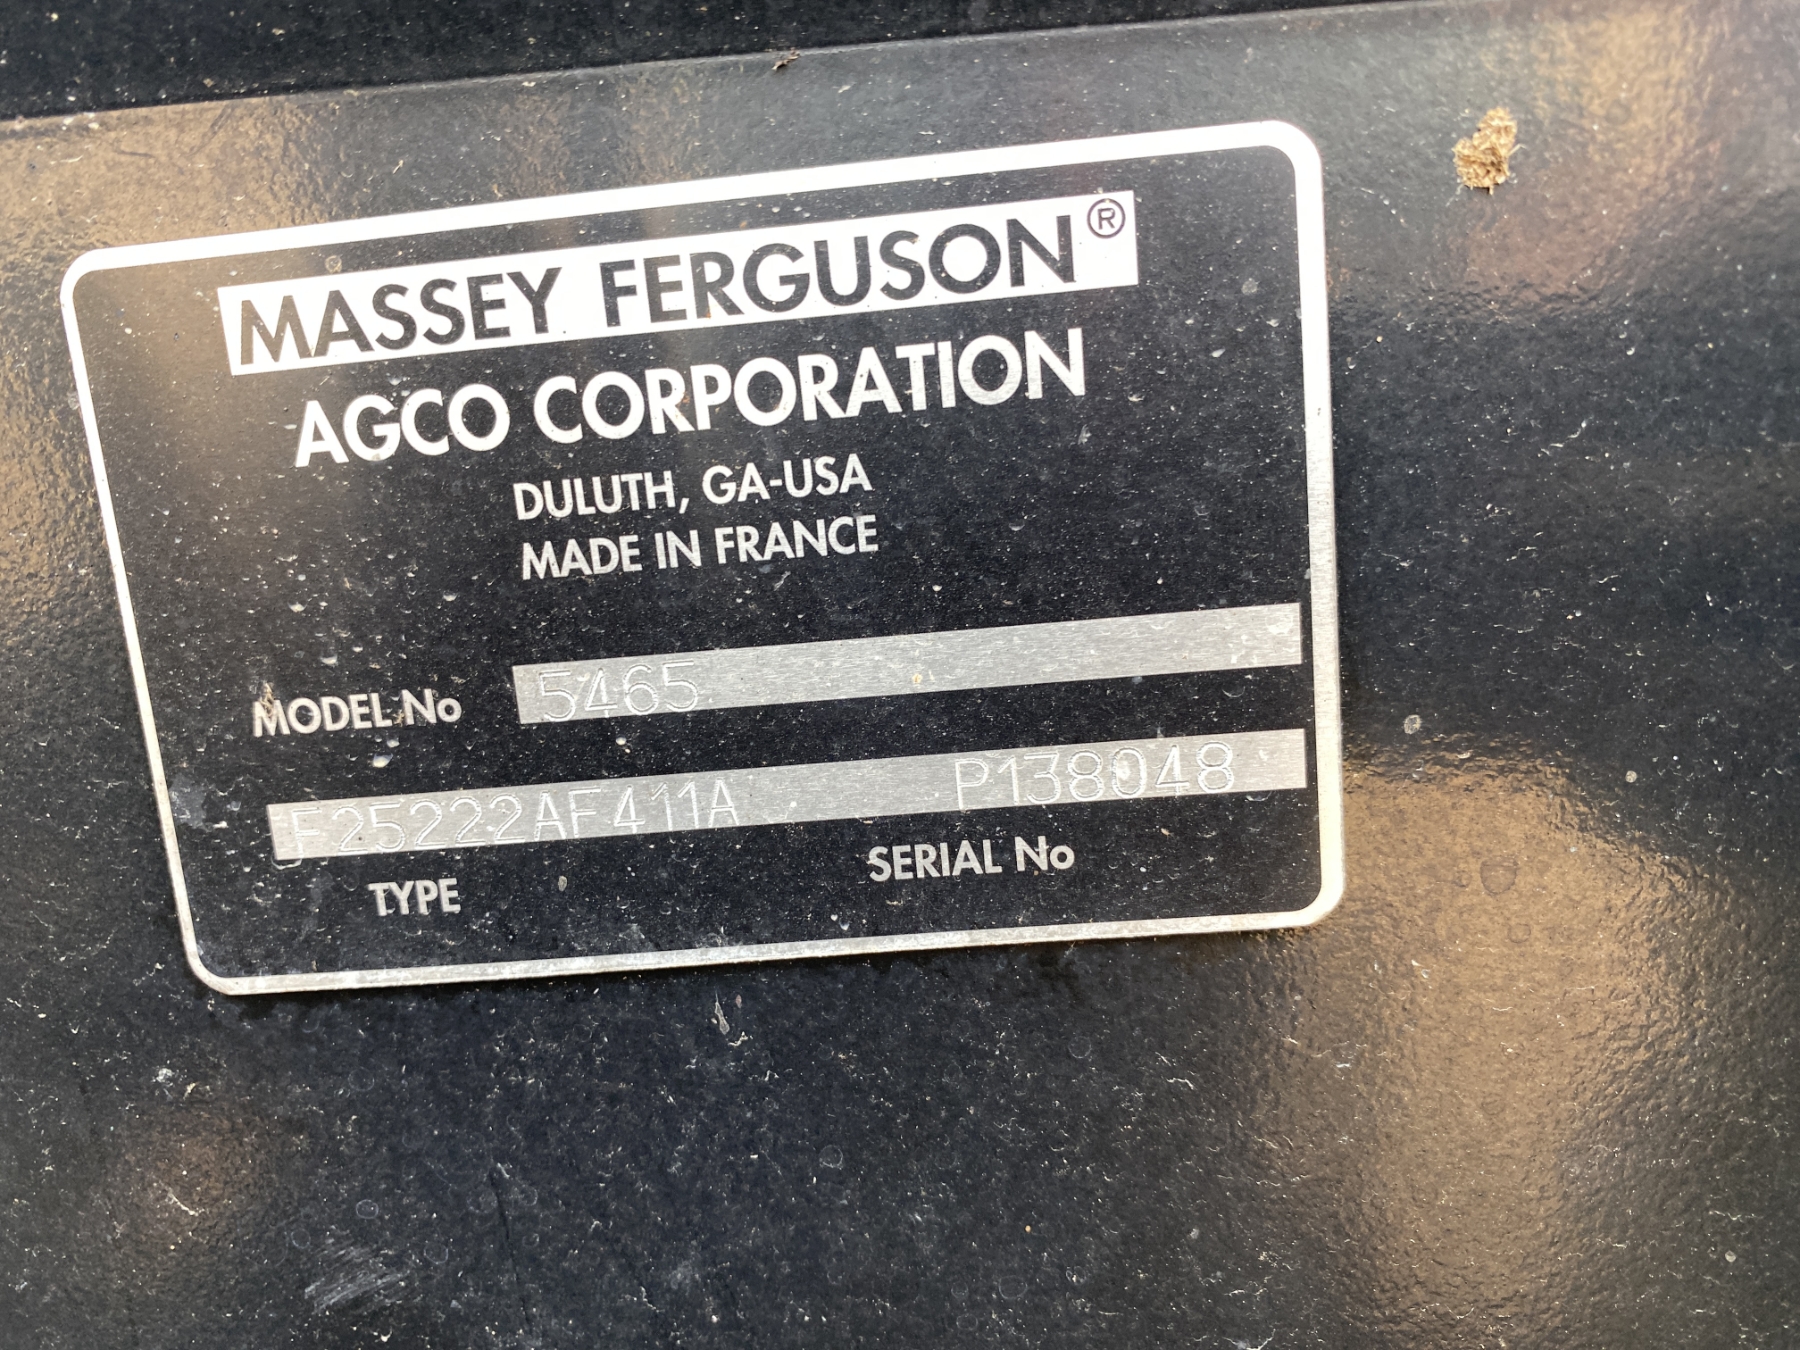 MASSEY FERGUSON®
AGCO CORPORATION
DULUTH, GA-USA
MADE IN FRANCE
MODEL No 5465
F25222AF411A P138048
TYPE SERIAL No